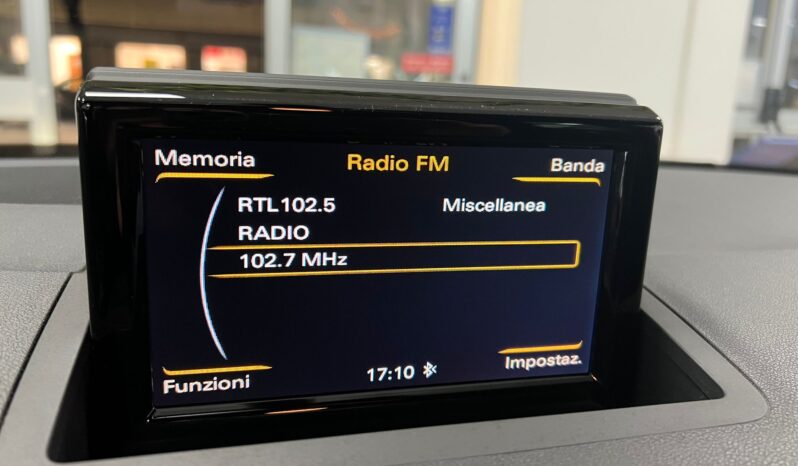 Memoria Radio FM Banda
RTL102.5 Miscellanea
RADIO
102.7 MHz
Funzioni 17:10 Impostaz.